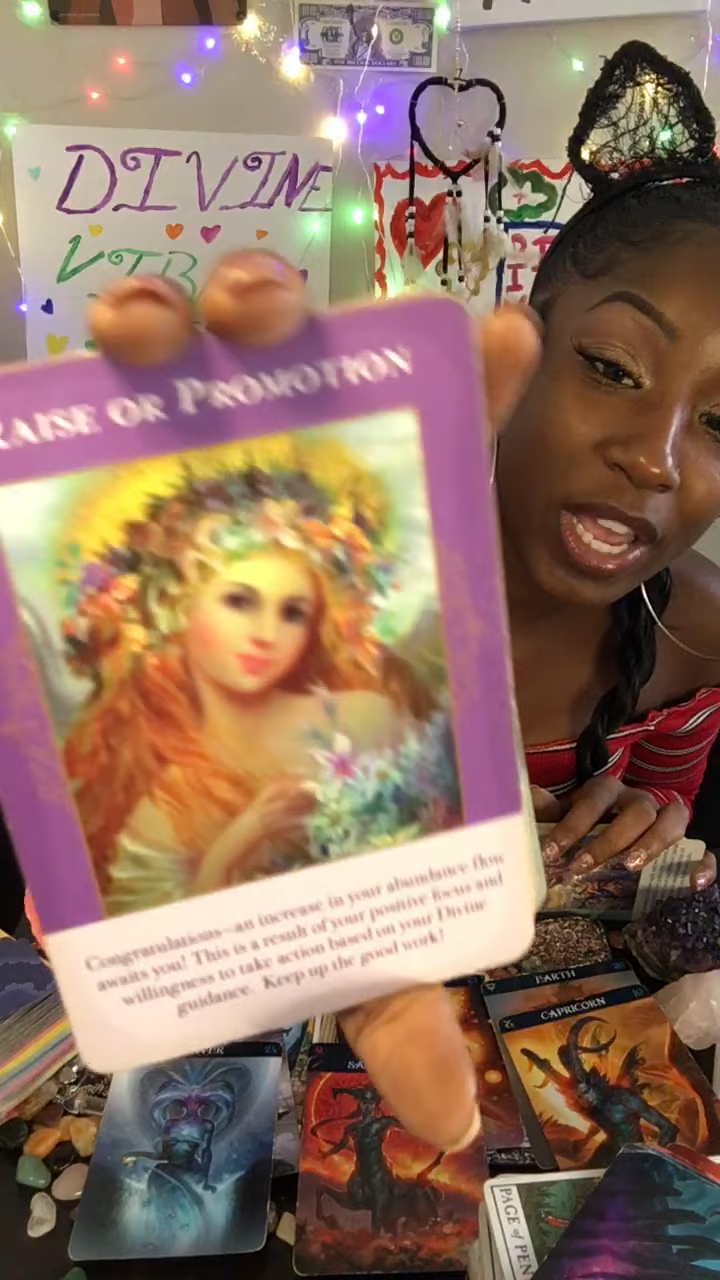 DIVINE
VIB
RAISE OR PROMOTION
Congratulations—an increase in your abundance flow
awaits you! This is a result of your positive focus and
willingness to take action based on your Divine
guidance. Keep up the good work!
EARTH
CAPRICORN
PAGE of PEN